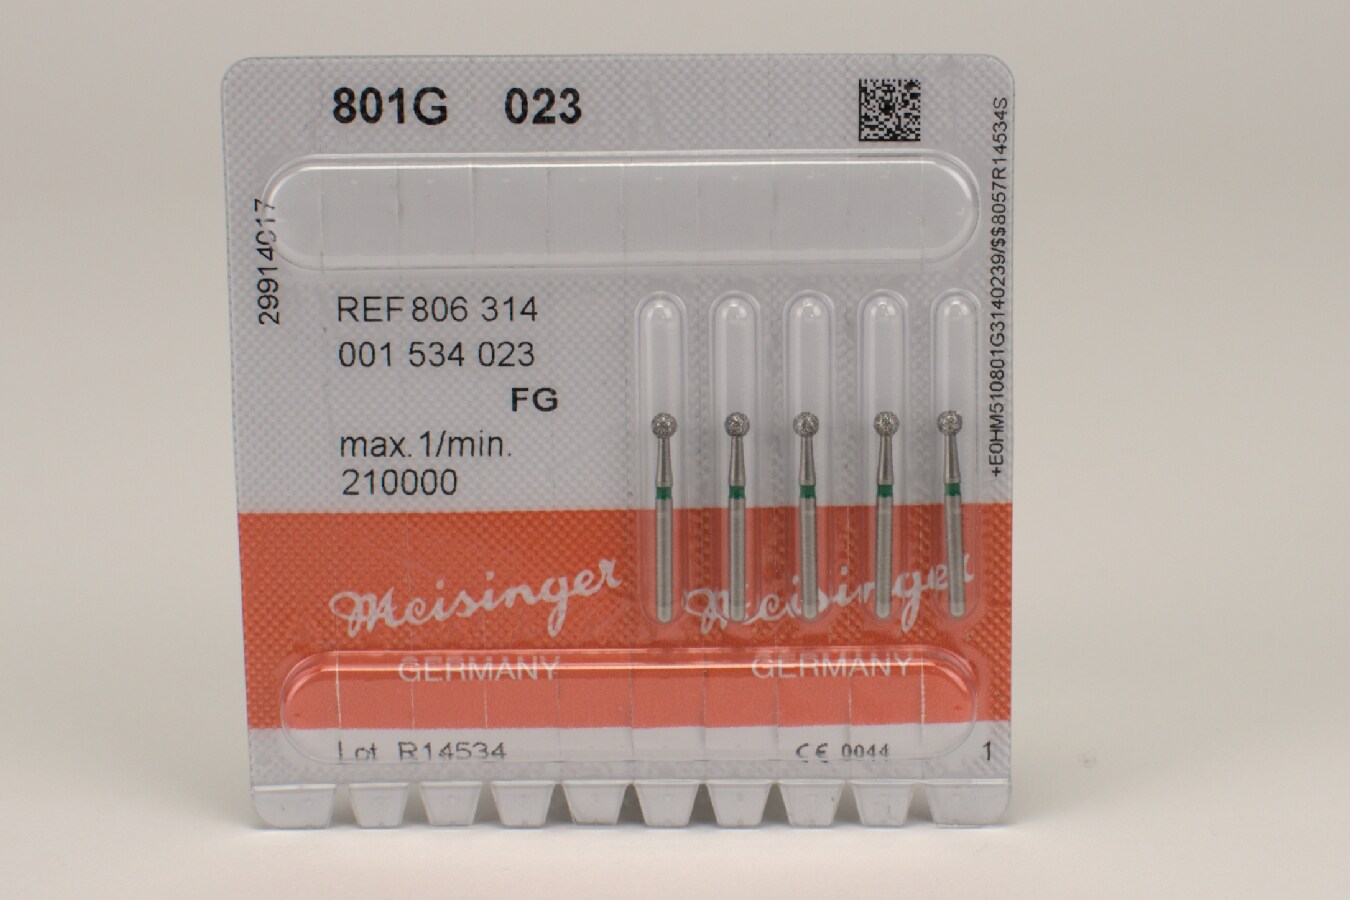 801G 023
29914017
REF 806 314
001 534 023
FG
max. 1/min.
210000
+E0HM510801G3140239/$$8057R14534S
Meisinger Meisinger
GERMANY GERMANY
Lot R14534 CE 0044 1